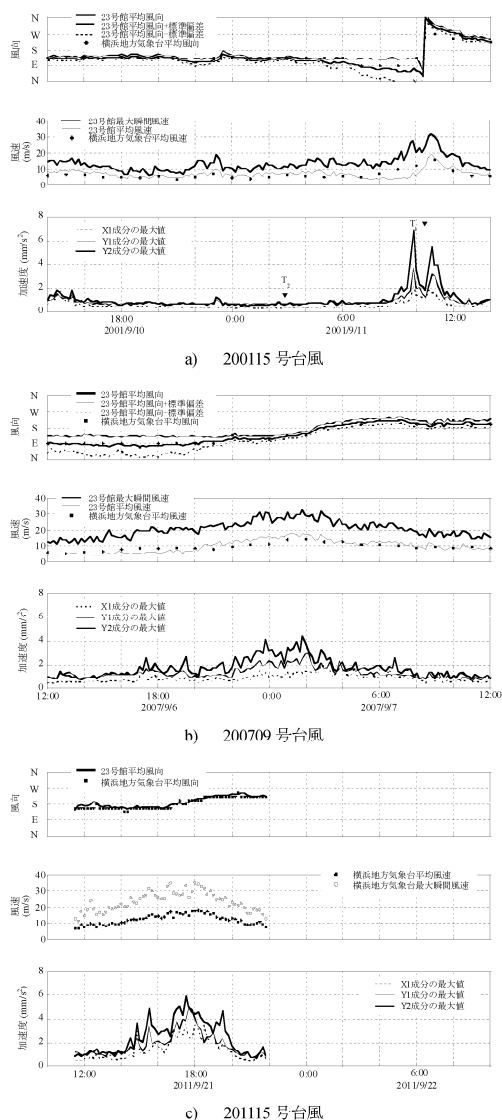 23号館平均風向
23号館平均風向+標準偏差
23号館平均風向-標準偏差
横浜地方気象台平均風向
風向
N
W
S
E
N
23号館最大瞬間風速
23号館平均風速
横浜地方気象台平均風速
風速
(m/s)
40
30
20
10
0
X1成分の最大値
Y1成分の最大値
Y2成分の最大値
加速度 (mm/s²)
8
6
4
2
0
T1
T2
18:00 0:00 6:00 12:00
2001/9/10 2001/9/11
a) 200115 号台風
23号館平均風向
23号館平均風向+標準偏差
23号館平均風向-標準偏差
横浜地方気象台平均風向
風向
N
W
S
E
N
23号館最大瞬間風速
23号館平均風速
横浜地方気象台平均風速
風速
(m/s)
40
30
20
10
0
X1成分の最大値
Y1成分の最大値
Y2成分の最大値
8
6
4
2
0
12:00 18:00 0:00 6:00 12:00
2007/9/6 2007/9/7
b) 200709 号台風
23号館平均風向
横浜地方気象台平均風向
風向
N
W
S
E
N
横浜地方気象台平均風速
横浜地方気象台最大瞬間風速
風速
(m/s)
40
30
20
10
0
X1成分の最大値
Y1成分の最大値
Y2成分の最大値
加速度 (mm/s²)
8
6
4
2
0
12:00 18:00 0:00 6:00
2011/9/21 2011/9/22
c) 201115 号台風